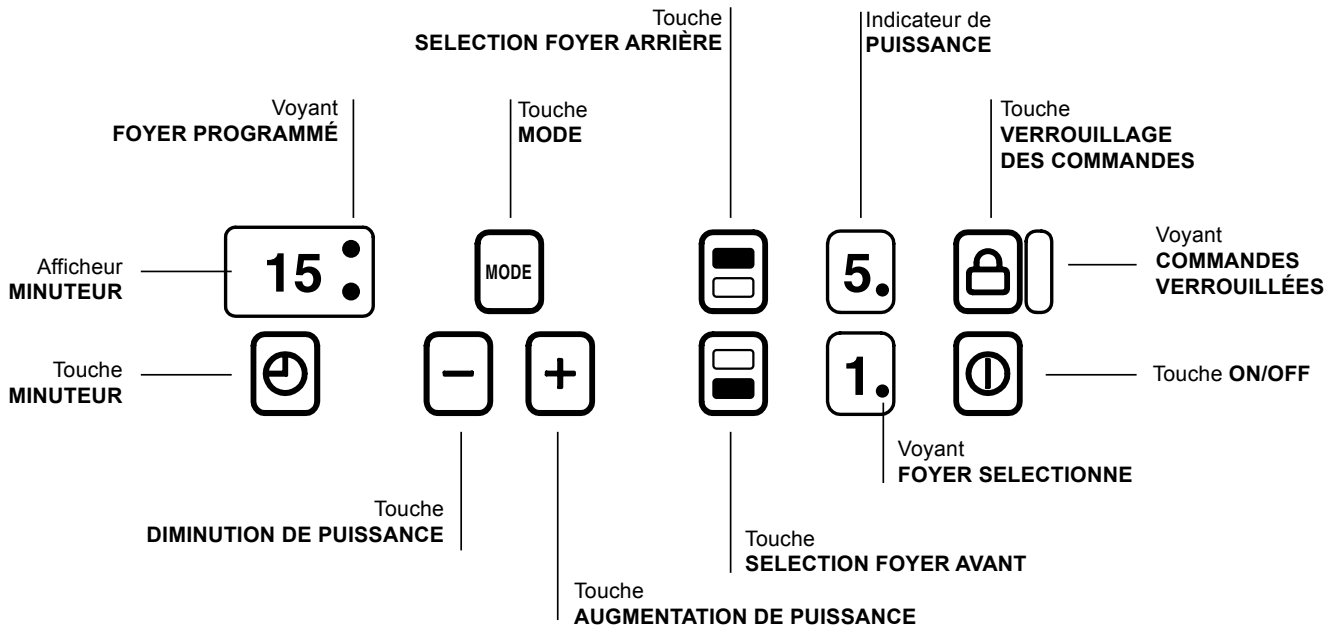 Touche
SELECTION FOYER ARRIÈRE
Indicateur de
PUISSANCE
Voyant
FOYER PROGRAMMÉ
Touche
MODE
Touche
VERROUILLAGE
DES COMMANDES
Afficheur
MINUTEUR
15
MODE
5.
Voyant
COMMANDES
VERROUILLÉES
Touche
MINUTEUR
−
+
1.
Touche ON/OFF
Voyant
FOYER SELECTIONNE
Touche
DIMINUTION DE PUISSANCE
Touche
SELECTION FOYER AVANT
Touche
AUGMENTATION DE PUISSANCE